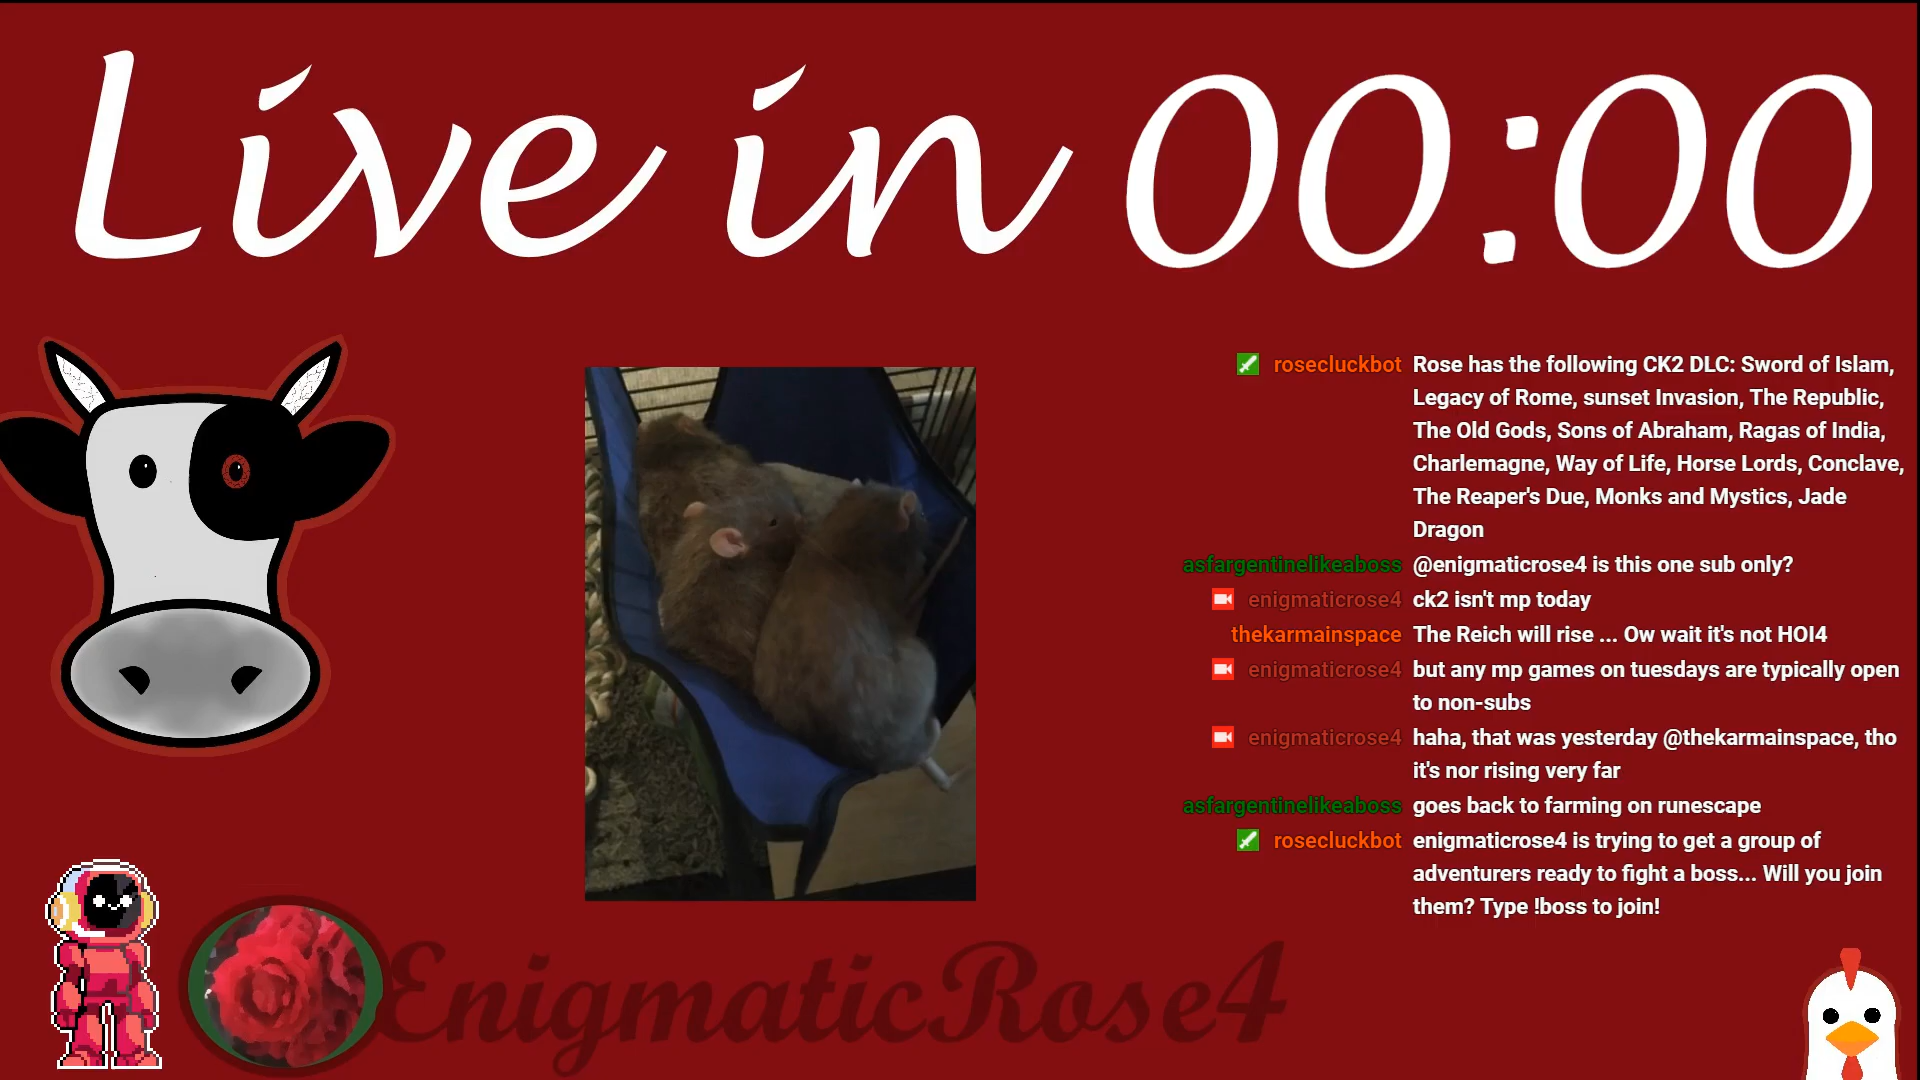 Live in 00:00
rosecluckbot Rose has the following CK2 DLC: Sword of Islam,
Legacy of Rome, sunset Invasion, The Republic,
The Old Gods, Sons of Abraham, Ragas of India,
Charlemagne, Way of Life, Horse Lords, Conclave,
The Reaper's Due, Monks and Mystics, Jade
Dragon
asfargentinelikeaboss @enigmaticrose4 is this one sub only?
enigmaticrose4 ck2 isn't mp today
thekarmainspace The Reich will rise ... Ow wait it's not HOI4
enigmaticrose4 but any mp games on tuesdays are typically open
to non-subs
enigmaticrose4 haha, that was yesterday @thekarmainspace, tho
it's nor rising very far
asfargentinelikeaboss goes back to farming on runescape
rosecluckbot enigmaticrose4 is trying to get a group of
adventurers ready to fight a boss... Will you join
them? Type !boss to join!
EnigmaticRose4